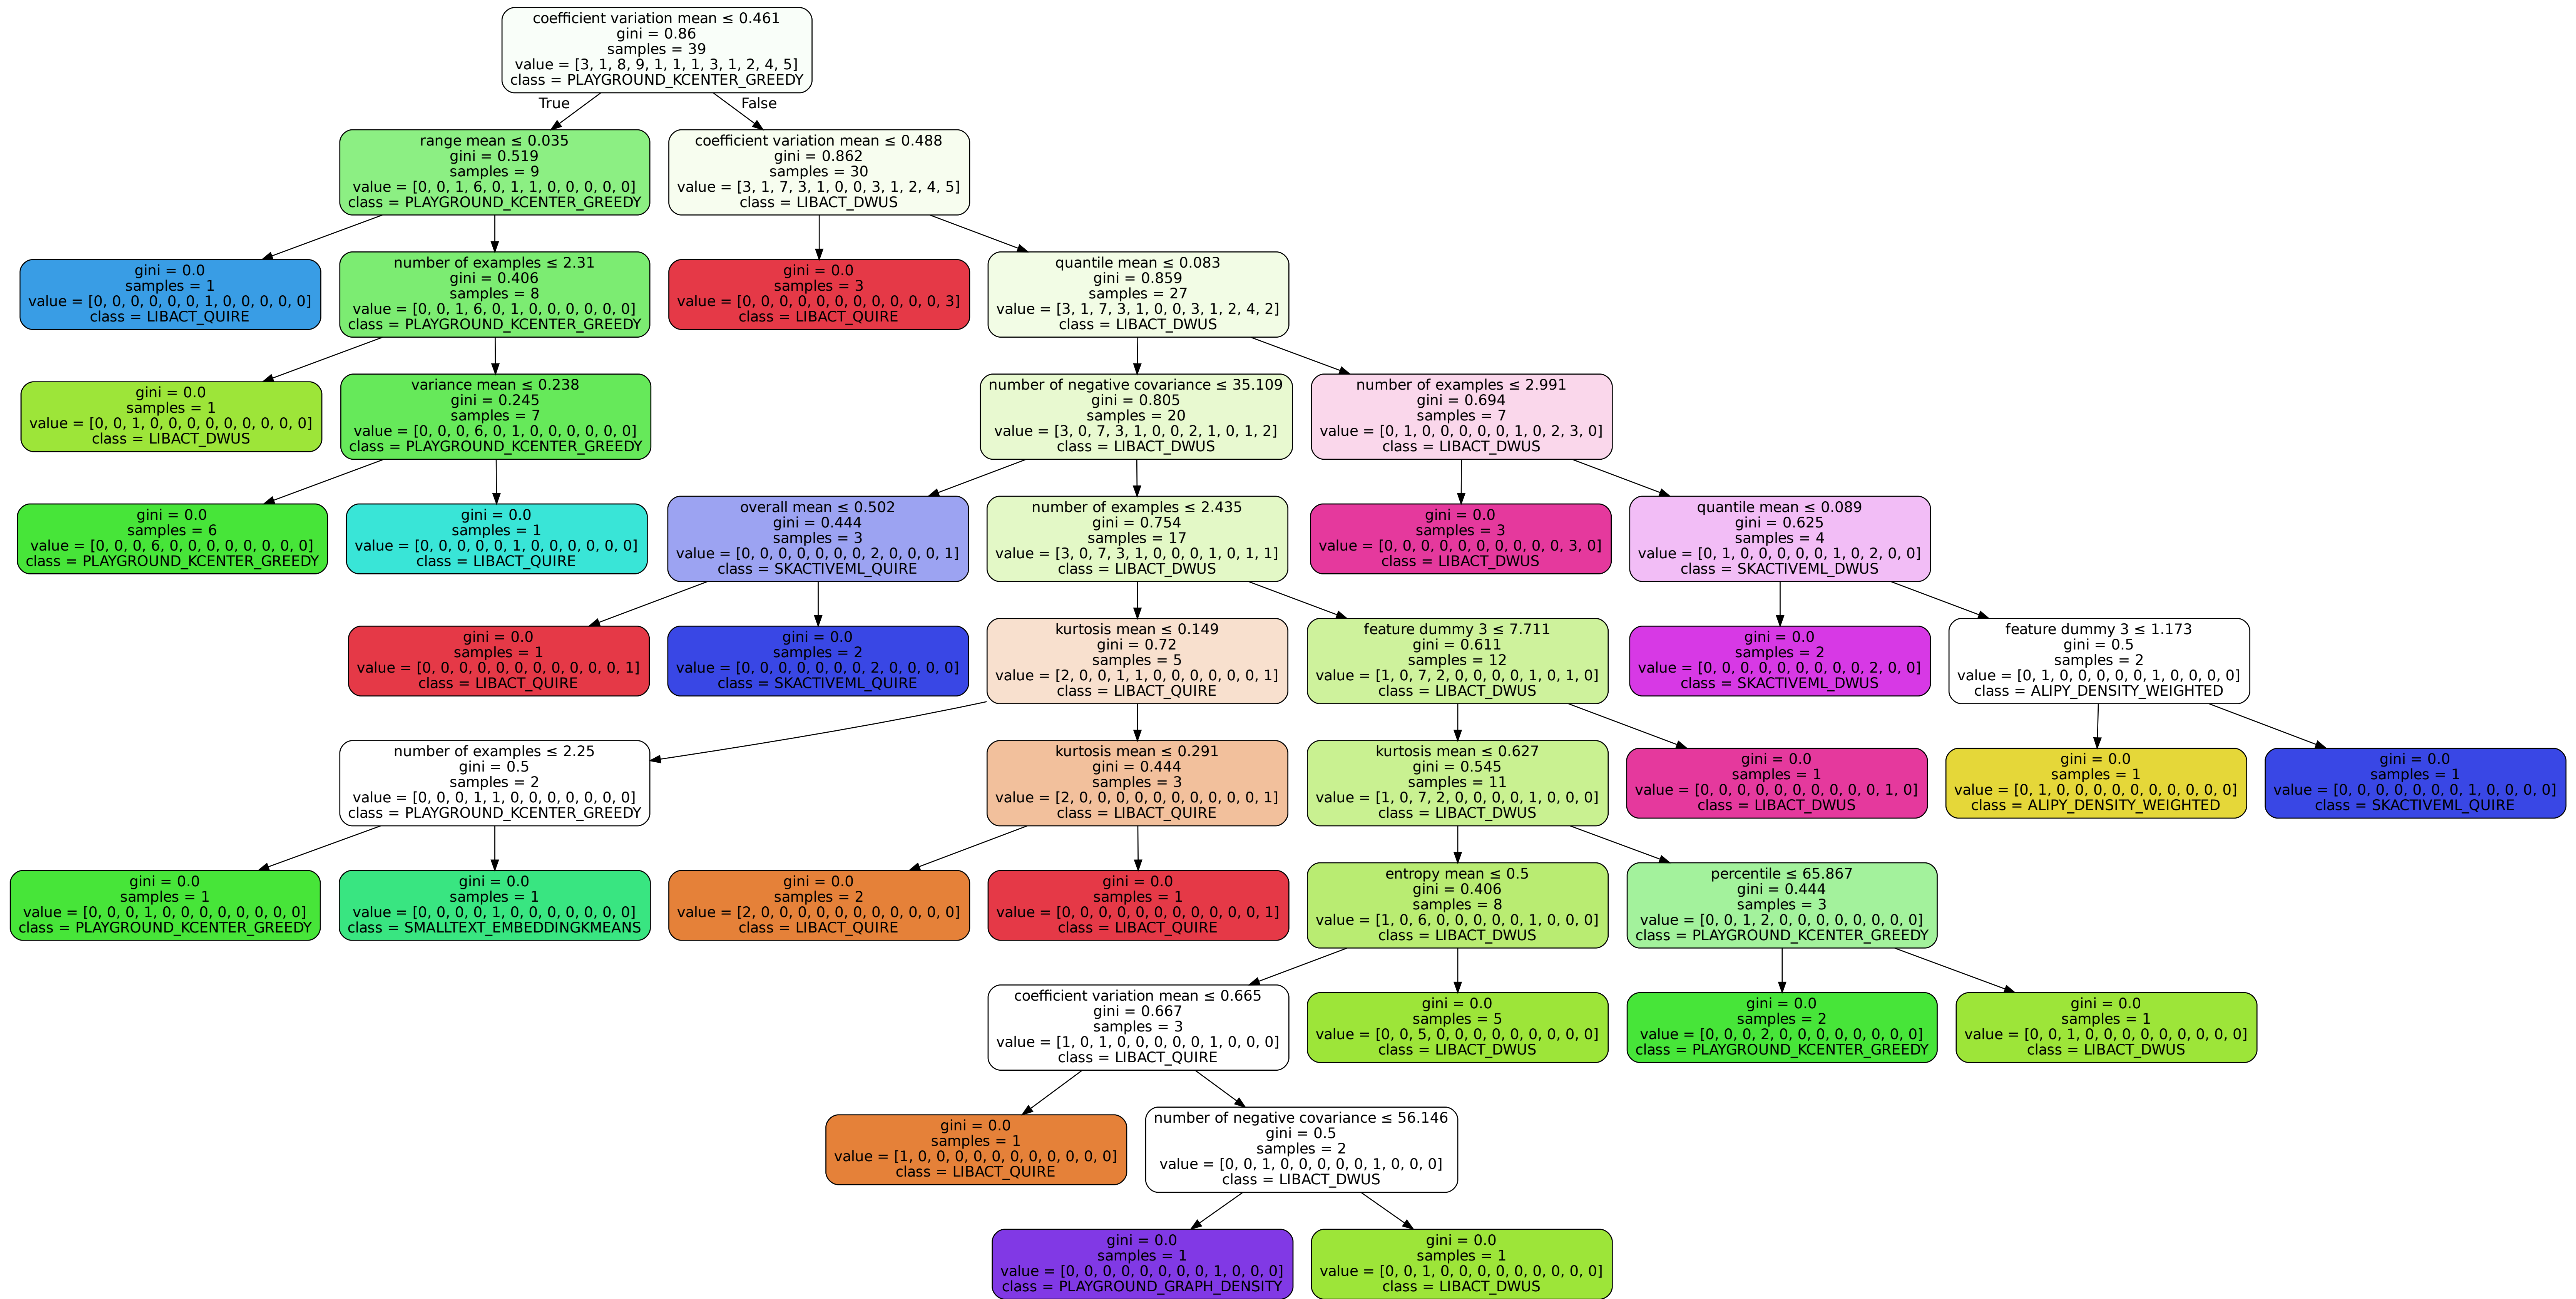 coefficient variation mean ≤ 0.461
gini = 0.86
samples = 39
value = [3, 1, 8, 9, 1, 1, 1, 3, 1, 2, 4, 5]
class = PLAYGROUND_KCENTER_GREEDY
True
False
range mean ≤ 0.035
gini = 0.519
samples = 9
value = [0, 0, 1, 6, 0, 1, 1, 0, 0, 0, 0, 0]
class = PLAYGROUND_KCENTER_GREEDY
coefficient variation mean ≤ 0.488
gini = 0.862
samples = 30
value = [3, 1, 7, 3, 1, 0, 0, 3, 1, 2, 4, 5]
class = LIBACT_DWUS
gini = 0.0
samples = 1
value = [0, 0, 0, 0, 0, 0, 1, 0, 0, 0, 0, 0]
class = LIBACT_QUIRE
number of examples ≤ 2.31
gini = 0.406
samples = 8
value = [0, 0, 1, 6, 0, 1, 0, 0, 0, 0, 0, 0]
class = PLAYGROUND_KCENTER_GREEDY
gini = 0.0
samples = 3
value = [0, 0, 0, 0, 0, 0, 0, 0, 0, 0, 0, 3]
class = LIBACT_QUIRE
quantile mean ≤ 0.083
gini = 0.859
samples = 27
value = [3, 1, 7, 3, 1, 0, 0, 3, 1, 2, 4, 2]
class = LIBACT_DWUS
gini = 0.0
samples = 1
value = [0, 0, 1, 0, 0, 0, 0, 0, 0, 0, 0, 0]
class = LIBACT_DWUS
variance mean ≤ 0.238
gini = 0.245
samples = 7
value = [0, 0, 0, 6, 0, 1, 0, 0, 0, 0, 0, 0]
class = PLAYGROUND_KCENTER_GREEDY
number of negative covariance ≤ 35.109
gini = 0.805
samples = 20
value = [3, 0, 7, 3, 1, 0, 0, 2, 1, 0, 1, 2]
class = LIBACT_DWUS
number of examples ≤ 2.991
gini = 0.694
samples = 7
value = [0, 1, 0, 0, 0, 0, 0, 1, 0, 2, 3, 0]
class = LIBACT_DWUS
gini = 0.0
samples = 6
value = [0, 0, 0, 6, 0, 0, 0, 0, 0, 0, 0, 0]
class = PLAYGROUND_KCENTER_GREEDY
gini = 0.0
samples = 1
value = [0, 0, 0, 0, 0, 1, 0, 0, 0, 0, 0, 0]
class = LIBACT_QUIRE
overall mean ≤ 0.502
gini = 0.444
samples = 3
value = [0, 0, 0, 0, 0, 0, 0, 2, 0, 0, 0, 1]
class = SKACTIVEML_QUIRE
number of examples ≤ 2.435
gini = 0.754
samples = 17
value = [3, 0, 7, 3, 1, 0, 0, 0, 1, 0, 1, 1]
class = LIBACT_DWUS
gini = 0.0
samples = 3
value = [0, 0, 0, 0, 0, 0, 0, 0, 0, 0, 3, 0]
class = LIBACT_DWUS
quantile mean ≤ 0.089
gini = 0.625
samples = 4
value = [0, 1, 0, 0, 0, 0, 0, 1, 0, 2, 0, 0]
class = SKACTIVEML_DWUS
gini = 0.0
samples = 1
value = [0, 0, 0, 0, 0, 0, 0, 0, 0, 0, 0, 1]
class = LIBACT_QUIRE
gini = 0.0
samples = 2
value = [0, 0, 0, 0, 0, 0, 0, 2, 0, 0, 0, 0]
class = SKACTIVEML_QUIRE
kurtosis mean ≤ 0.149
gini = 0.72
samples = 5
value = [2, 0, 0, 1, 1, 0, 0, 0, 0, 0, 0, 1]
class = LIBACT_QUIRE
feature dummy 3 ≤ 7.711
gini = 0.611
samples = 12
value = [1, 0, 7, 2, 0, 0, 0, 0, 1, 0, 1, 0]
class = LIBACT_DWUS
gini = 0.0
samples = 2
value = [0, 0, 0, 0, 0, 0, 0, 0, 0, 2, 0, 0]
class = SKACTIVEML_DWUS
feature dummy 3 ≤ 1.173
gini = 0.5
samples = 2
value = [0, 1, 0, 0, 0, 0, 0, 1, 0, 0, 0, 0]
class = ALIPY_DENSITY_WEIGHTED
number of examples ≤ 2.25
gini = 0.5
samples = 2
value = [0, 0, 0, 1, 1, 0, 0, 0, 0, 0, 0, 0]
class = PLAYGROUND_KCENTER_GREEDY
kurtosis mean ≤ 0.291
gini = 0.444
samples = 3
value = [2, 0, 0, 0, 0, 0, 0, 0, 0, 0, 0, 1]
class = LIBACT_QUIRE
kurtosis mean ≤ 0.627
gini = 0.545
samples = 11
value = [1, 0, 7, 2, 0, 0, 0, 0, 1, 0, 0, 0]
class = LIBACT_DWUS
gini = 0.0
samples = 1
value = [0, 0, 0, 0, 0, 0, 0, 0, 0, 0, 1, 0]
class = LIBACT_DWUS
gini = 0.0
samples = 1
value = [0, 1, 0, 0, 0, 0, 0, 0, 0, 0, 0, 0]
class = ALIPY_DENSITY_WEIGHTED
gini = 0.0
samples = 1
value = [0, 0, 0, 0, 0, 0, 0, 1, 0, 0, 0, 0]
class = SKACTIVEML_QUIRE
gini = 0.0
samples = 1
value = [0, 0, 0, 1, 0, 0, 0, 0, 0, 0, 0, 0]
class = PLAYGROUND_KCENTER_GREEDY
gini = 0.0
samples = 1
value = [0, 0, 0, 0, 1, 0, 0, 0, 0, 0, 0, 0]
class = SMALLTEXT_EMBEDDINGKMEANS
gini = 0.0
samples = 2
value = [2, 0, 0, 0, 0, 0, 0, 0, 0, 0, 0, 0]
class = LIBACT_QUIRE
gini = 0.0
samples = 1
value = [0, 0, 0, 0, 0, 0, 0, 0, 0, 0, 0, 1]
class = LIBACT_QUIRE
entropy mean ≤ 0.5
gini = 0.406
samples = 8
value = [1, 0, 6, 0, 0, 0, 0, 0, 1, 0, 0, 0]
class = LIBACT_DWUS
percentile ≤ 65.867
gini = 0.444
samples = 3
value = [0, 0, 1, 2, 0, 0, 0, 0, 0, 0, 0, 0]
class = PLAYGROUND_KCENTER_GREEDY
coefficient variation mean ≤ 0.665
gini = 0.667
samples = 3
value = [1, 0, 1, 0, 0, 0, 0, 0, 1, 0, 0, 0]
class = LIBACT_QUIRE
gini = 0.0
samples = 5
value = [0, 0, 5, 0, 0, 0, 0, 0, 0, 0, 0, 0]
class = LIBACT_DWUS
gini = 0.0
samples = 2
value = [0, 0, 0, 2, 0, 0, 0, 0, 0, 0, 0, 0]
class = PLAYGROUND_KCENTER_GREEDY
gini = 0.0
samples = 1
value = [0, 0, 1, 0, 0, 0, 0, 0, 0, 0, 0, 0]
class = LIBACT_DWUS
gini = 0.0
samples = 1
value = [1, 0, 0, 0, 0, 0, 0, 0, 0, 0, 0, 0]
class = LIBACT_QUIRE
number of negative covariance ≤ 56.146
gini = 0.5
samples = 2
value = [0, 0, 1, 0, 0, 0, 0, 0, 1, 0, 0, 0]
class = LIBACT_DWUS
gini = 0.0
samples = 1
value = [0, 0, 0, 0, 0, 0, 0, 0, 1, 0, 0, 0]
class = PLAYGROUND_GRAPH_DENSITY
gini = 0.0
samples = 1
value = [0, 0, 1, 0, 0, 0, 0, 0, 0, 0, 0, 0]
class = LIBACT_DWUS